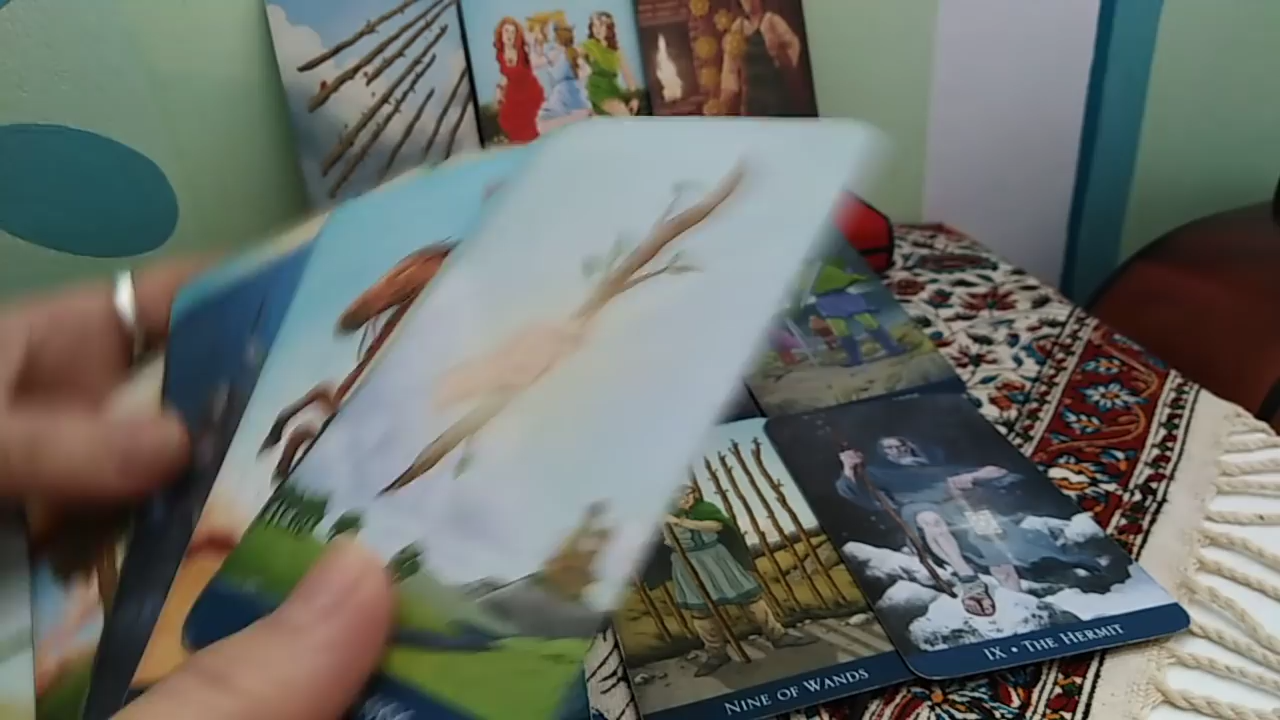 NINE OF WANDS
IX • THE HERMIT